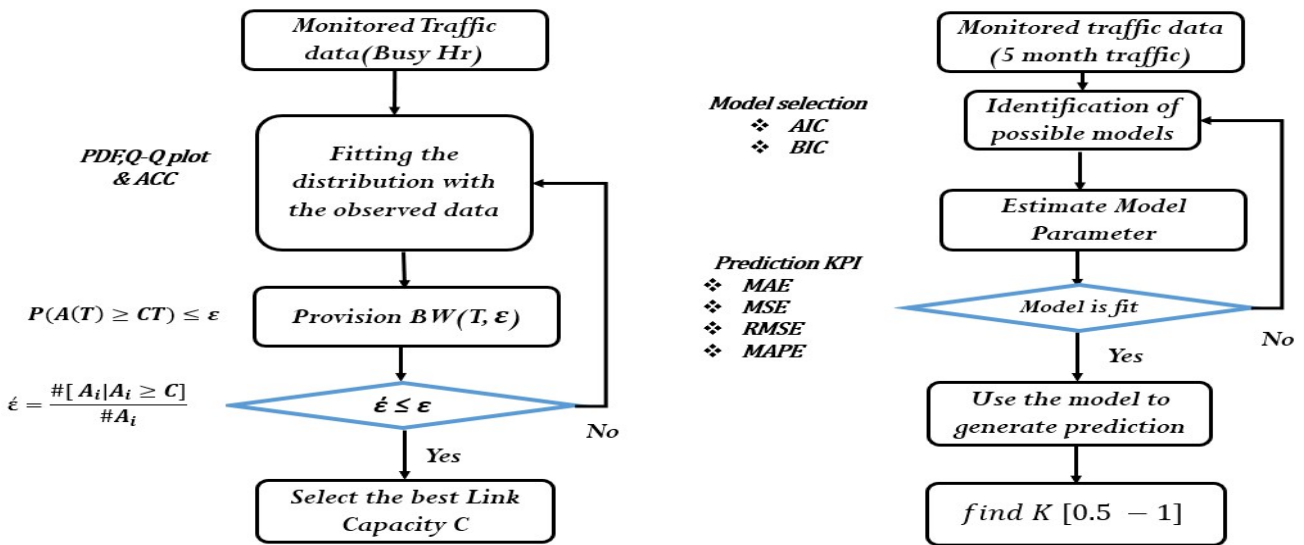 Monitored Traffic
data(Busy Hr)
PDF,Q-Q plot
& ACC
Fitting the
distribution with
the observed data
P(A(T) ≥ CT) ≤ ε
Provision BW(T, ε)
έ = #[ A_i|A_i ≥ C] / #A_i
έ ≤ ε
No
Yes
Select the best Link
Capacity C
Monitored traffic data
(5 month traffic)
Model selection
❖ AIC
❖ BIC
Identification of
possible models
Estimate Model
Parameter
Prediction KPI
❖ MAE
❖ MSE
❖ RMSE
❖ MAPE
Model is fit
No
Yes
Use the model to
generate prediction
find K [0.5 − 1]